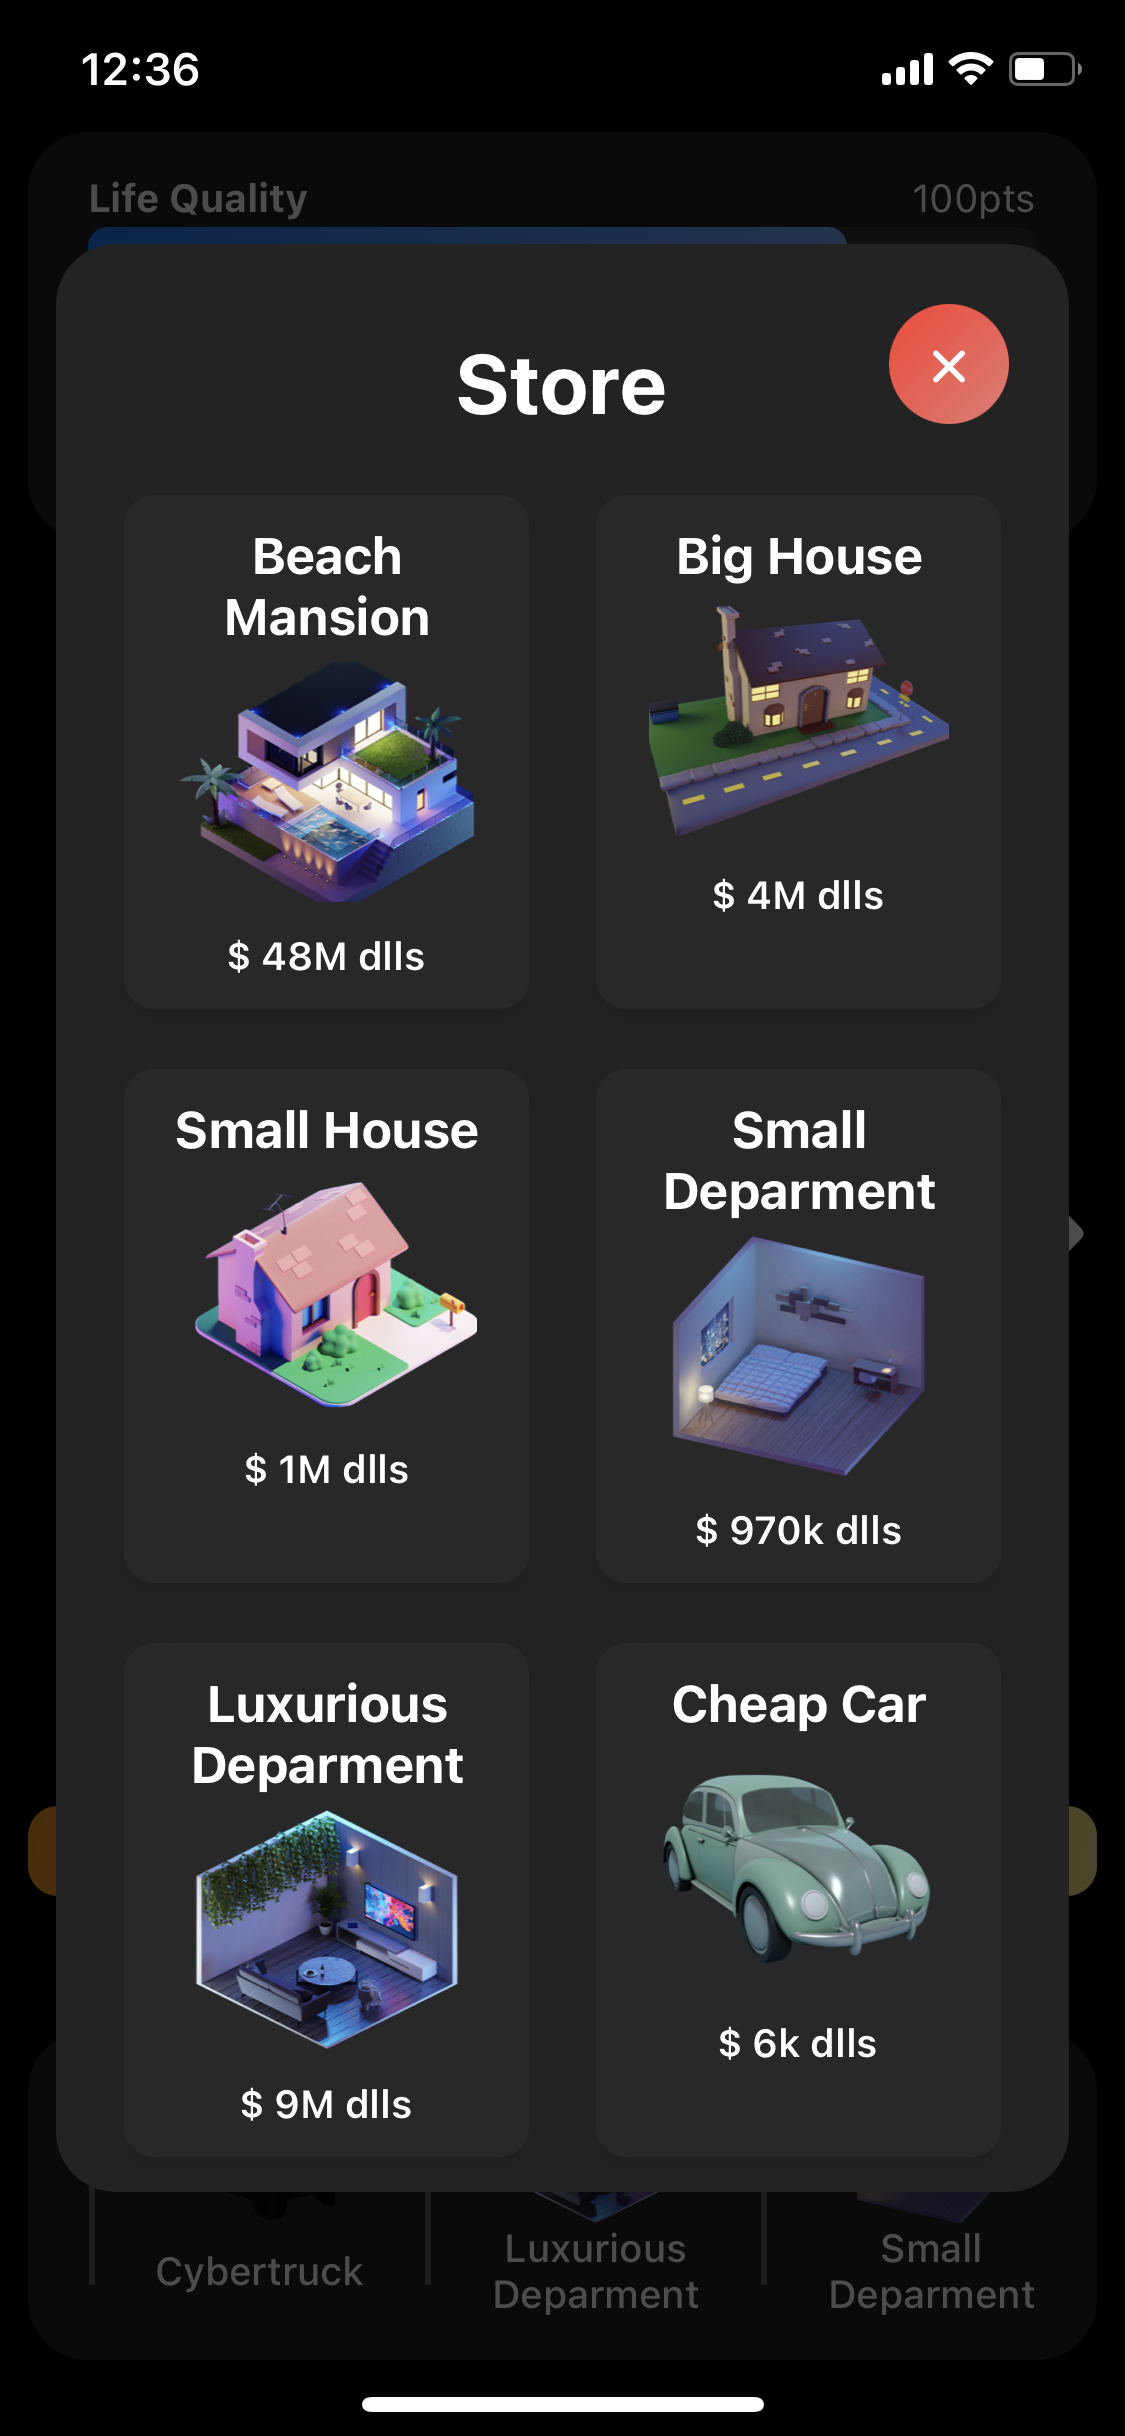 12:36
Life Quality
100pts
Store
Beach
Mansion
$ 48M dlls
Big House
$ 4M dlls
Small House
$ 1M dlls
Small
Deparment
$ 970k dlls
Luxurious
Deparment
$ 9M dlls
Cheap Car
$ 6k dlls
Cybertruck
Luxurious
Deparment
Small
Deparment